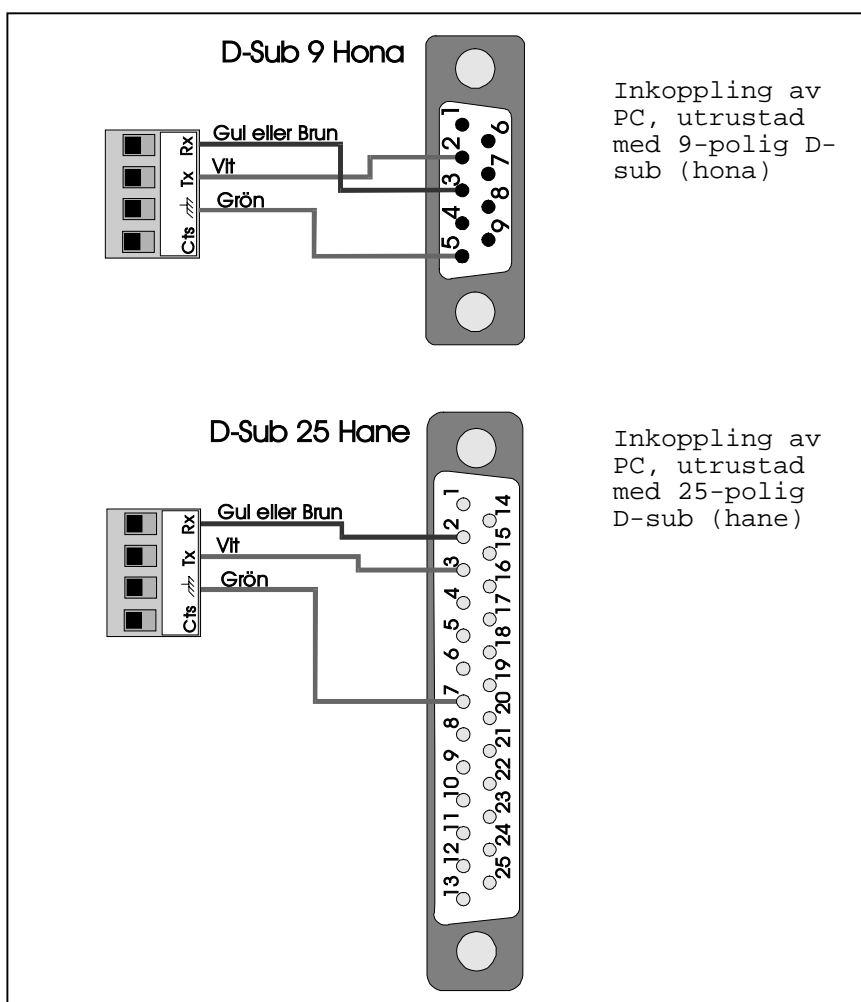 D-Sub 9 Hona
Inkoppling av
PC, utrustad
med 9-polig D-
sub (hona)
Gul eller Brun
Vit
Grön
Rx
Tx
Cts
1
2
3
4
5
6
7
8
9
D-Sub 25 Hane
Inkoppling av
PC, utrustad
med 25-polig
D-sub (hane)
Gul eller Brun
Vit
Grön
Rx
Tx
Cts
1
2
3
4
5
6
7
8
9
10
11
12
13
14
15
16
17
18
19
20
21
22
23
24
25